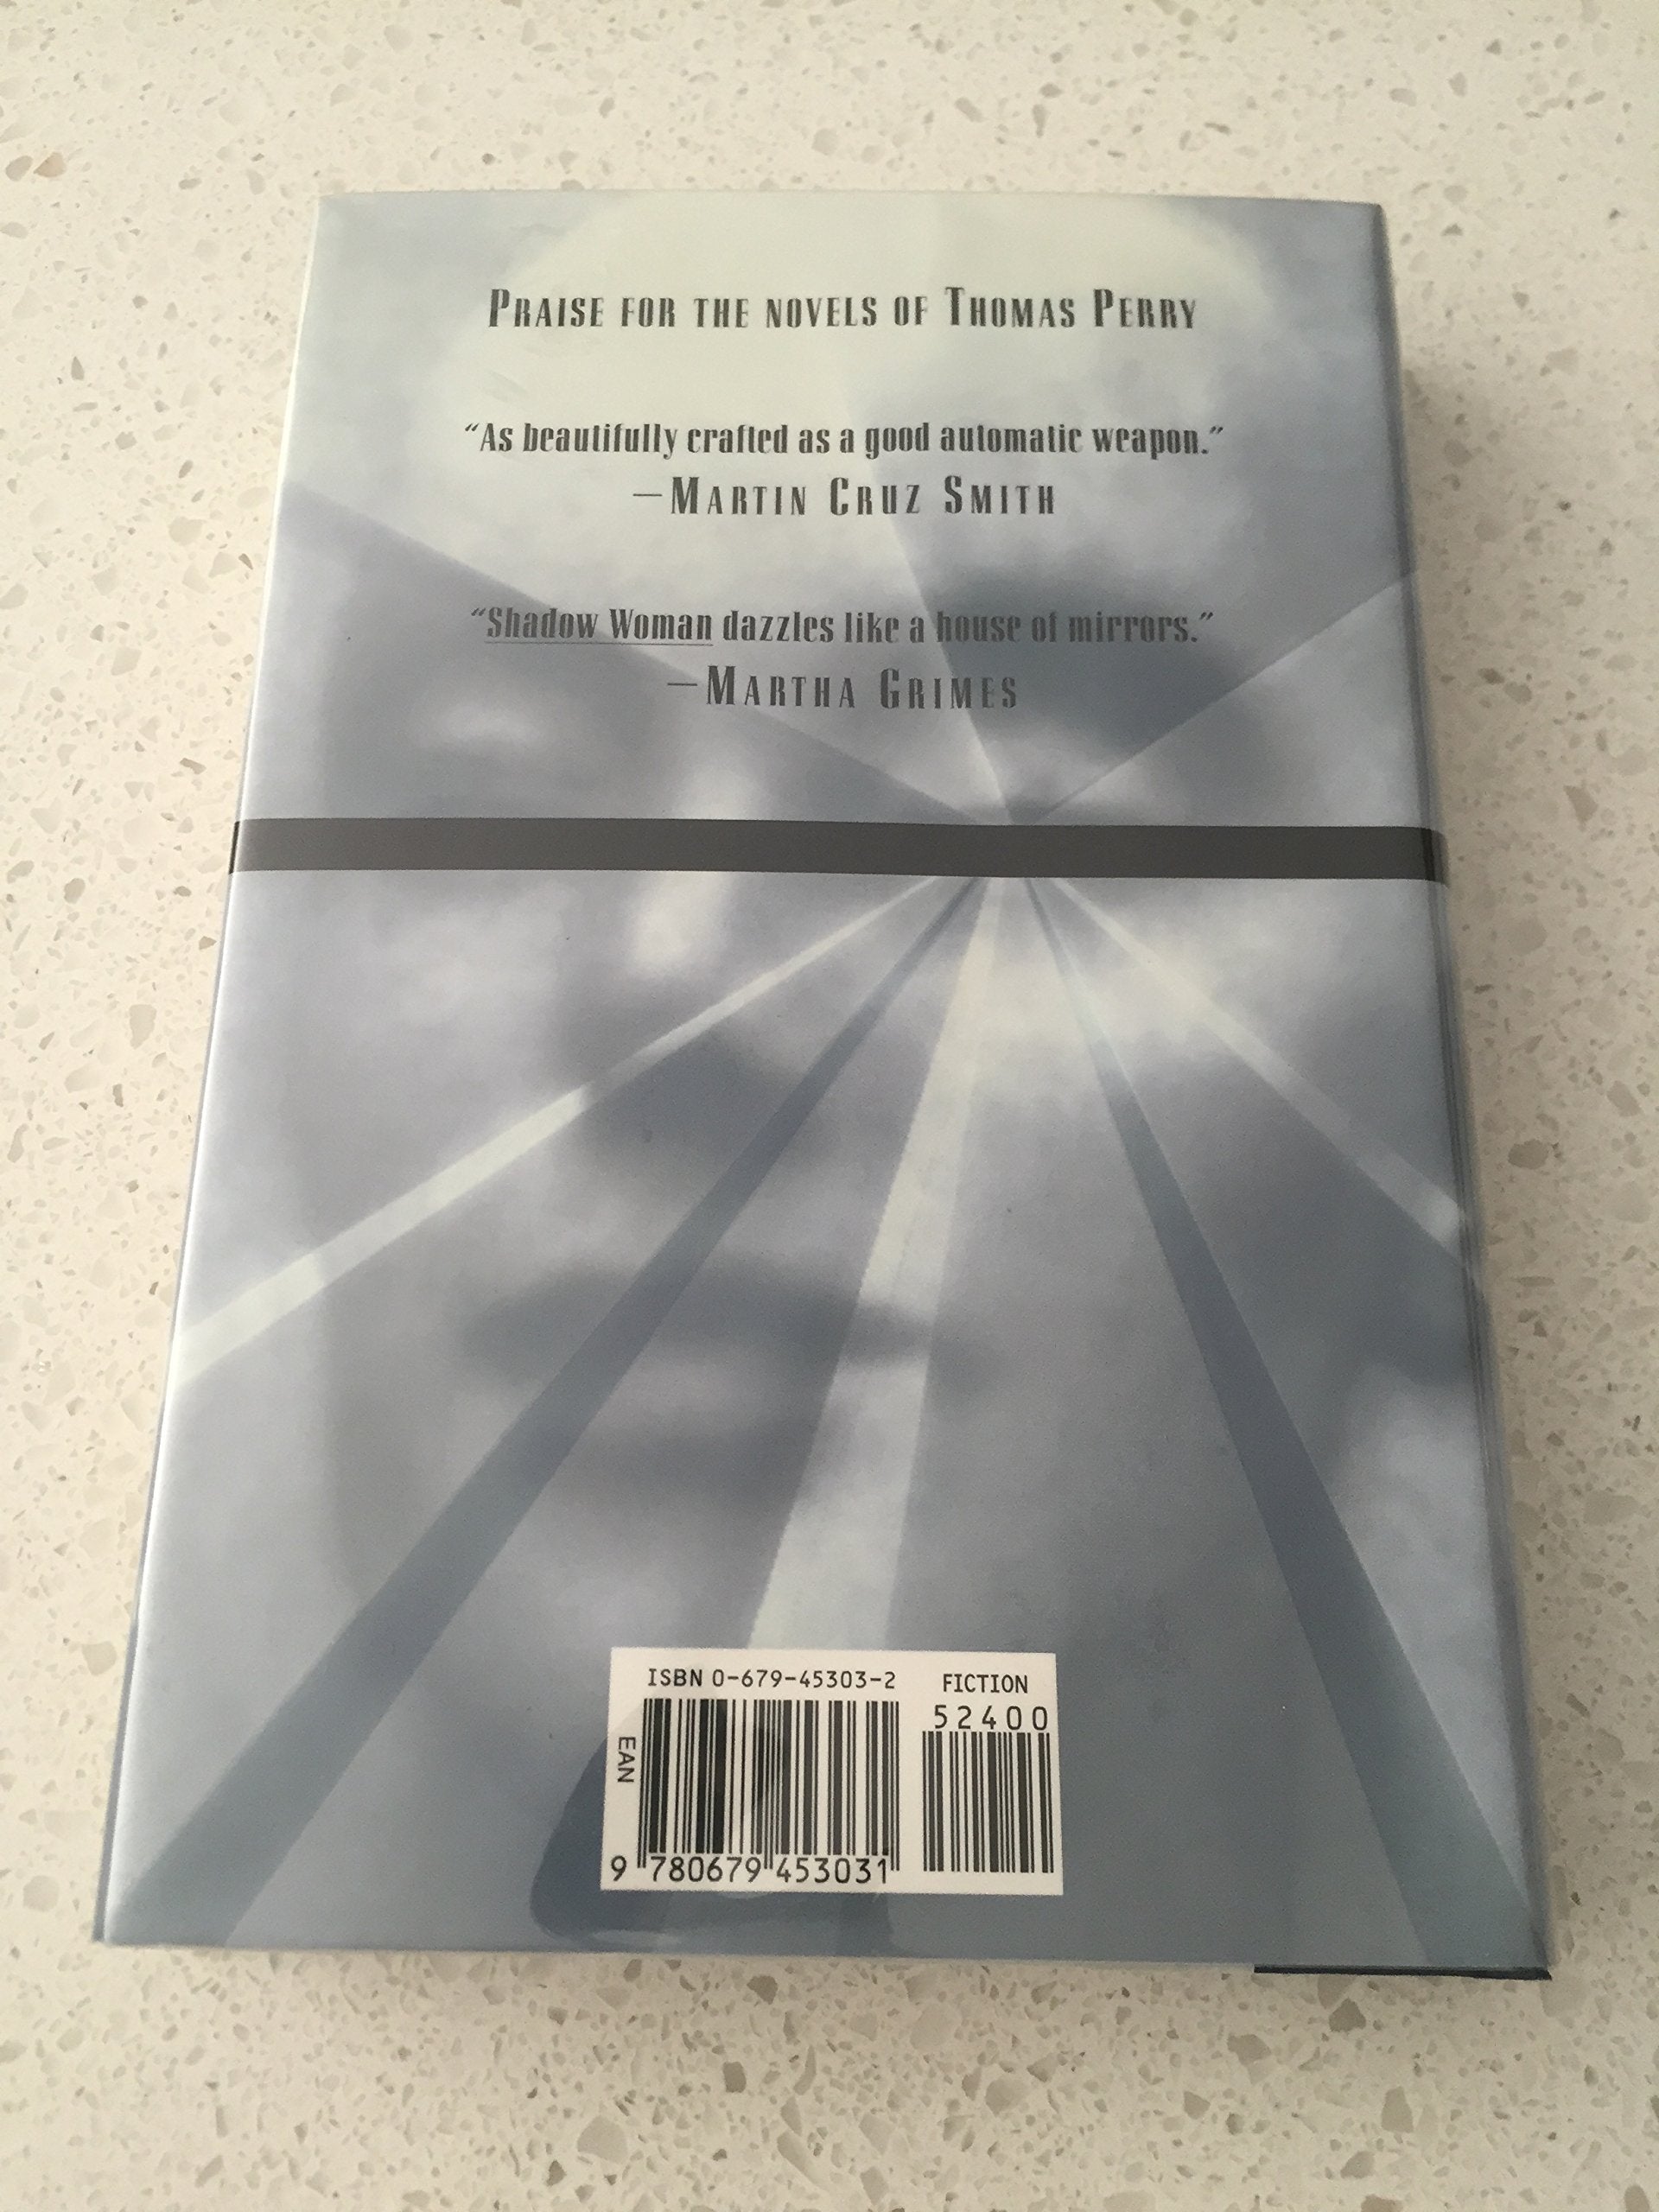 PRAISE FOR THE NOVELS OF THOMAS PERRY
“As beautifully crafted as a good automatic weapon.”
—MARTIN CRUZ SMITH
“Shadow Woman dazzles like a house of mirrors.”
—MARTHA GRIMES
ISBN 0-679-45303-2
FICTION
52400
EAN
9 780679 453031